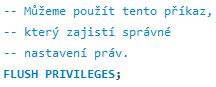 -- Můžeme použít tento příkaz,
-- který zajistí správné
-- nastavení práv.
FLUSH PRIVILEGES;